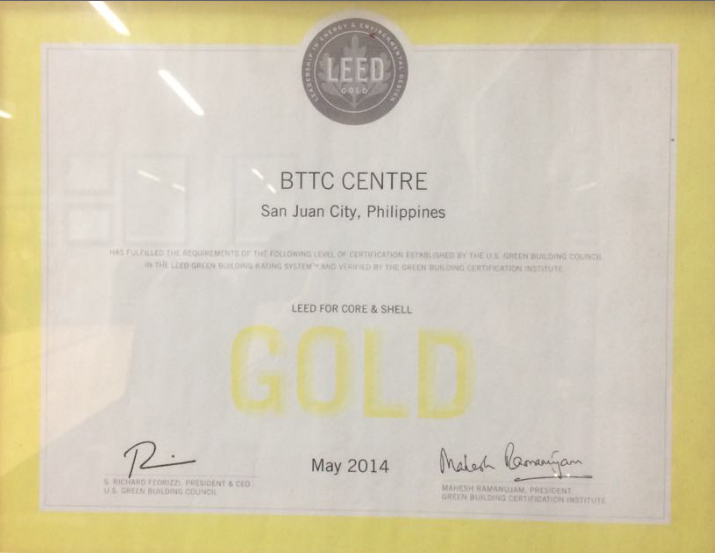 LEADERSHIP IN ENERGY & ENVIRONMENTAL DESIGN
LEED
GOLD
BTTC CENTRE
San Juan City, Philippines
HAS FULFILLED THE REQUIREMENTS OF THE FOLLOWING LEVEL OF CERTIFICATION ESTABLISHED BY THE U.S. GREEN BUILDING COUNCIL
IN THE LEED GREEN BUILDING RATING SYSTEM™ AND VERIFIED BY THE GREEN BUILDING CERTIFICATION INSTITUTE
LEED FOR CORE & SHELL
GOLD
May 2014
Mahesh Ramanujam
S. RICHARD FEDRIZZI, PRESIDENT & CEO
U.S. GREEN BUILDING COUNCIL
MAHESH RAMANUJAM, PRESIDENT
GREEN BUILDING CERTIFICATION INSTITUTE